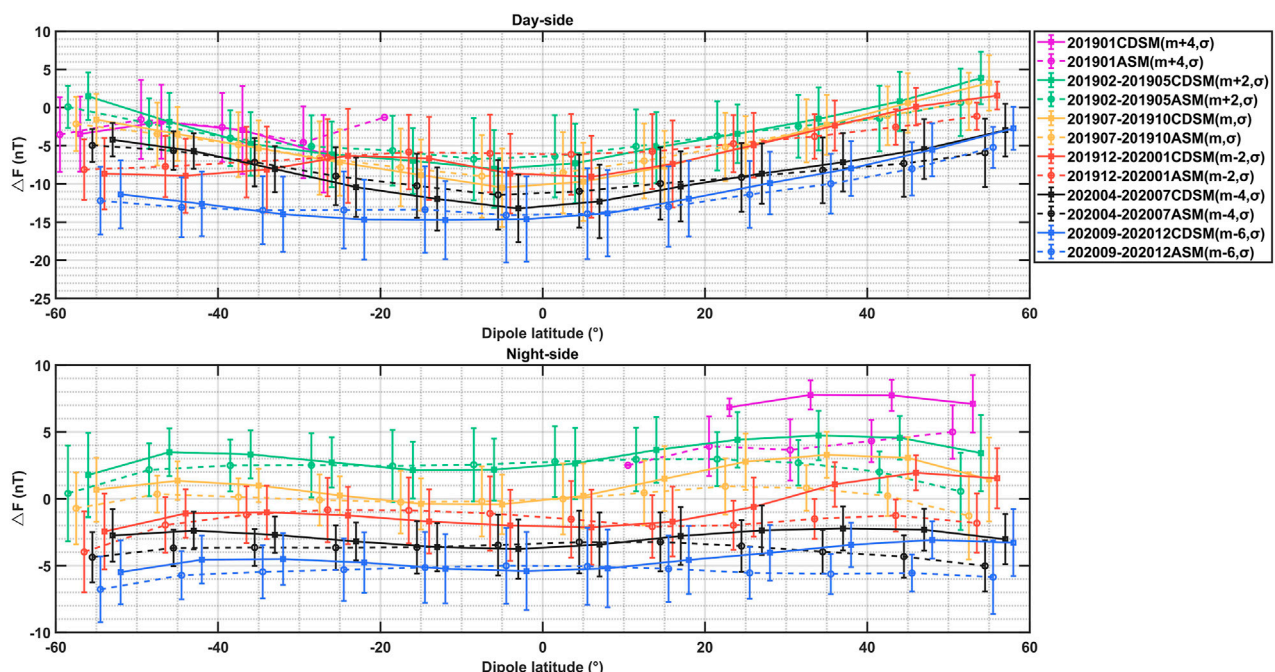 Day-side
10
5
0
-5
-10
-15
-20
-25
△F (nT)
-60
-40
-20
0
20
40
60
Dipole latitude (°)
201901CDSM(m+4,σ)
201901ASM(m+4,σ)
201902-201905CDSM(m+2,σ)
201902-201905ASM(m+2,σ)
201907-201910CDSM(m,σ)
201907-201910ASM(m,σ)
201912-202001CDSM(m-2,σ)
201912-202001ASM(m-2,σ)
202004-202007CDSM(m-4,σ)
202004-202007ASM(m-4,σ)
202009-202012CDSM(m-6,σ)
202009-202012ASM(m-6,σ)
Night-side
10
5
0
-5
-10
△F (nT)
-60
-40
-20
0
20
40
60
Dipole latitude (°)